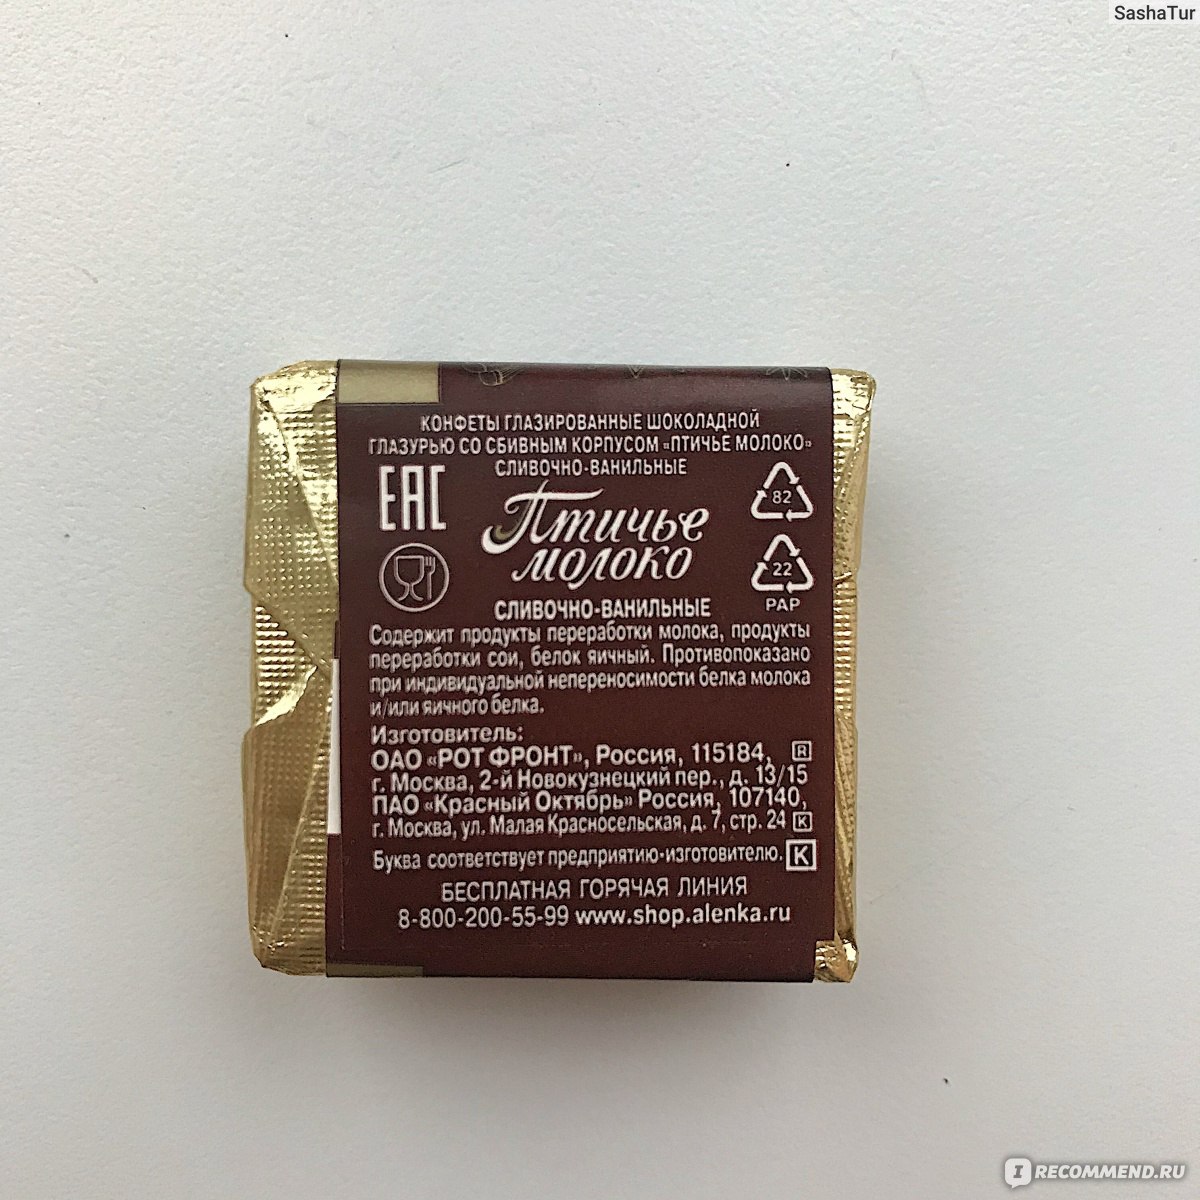 SashaTur
КОНФЕТЫ ГЛАЗИРОВАННЫЕ ШОКОЛАДНОЙ
ГЛАЗУРЬЮ СО СБИВНЫМ КОРПУСОМ «ПТИЧЬЕ МОЛОКО»
СЛИВОЧНО-ВАНИЛЬНЫЕ
EAC
Птичье
молоко
82
22
PAP
СЛИВОЧНО-ВАНИЛЬНЫЕ
Содержит продукты переработки молока, продукты
переработки сои, белок яичный. Противопоказано
при индивидуальной непереносимости белка молока
и/или яичного белка.
Изготовитель:
ОАО «РОТ ФРОНТ», Россия, 115184, R
г. Москва, 2-й Новокузнецкий пер., д. 13/15
ПАО «Красный Октябрь» Россия, 107140,
г. Москва, ул. Малая Красносельская, д. 7, стр. 24 K
Буква соответствует предприятию-изготовителю. K
БЕСПЛАТНАЯ ГОРЯЧАЯ ЛИНИЯ
8-800-200-55-99 www.shop.alenka.ru
I RECOMMEND.RU